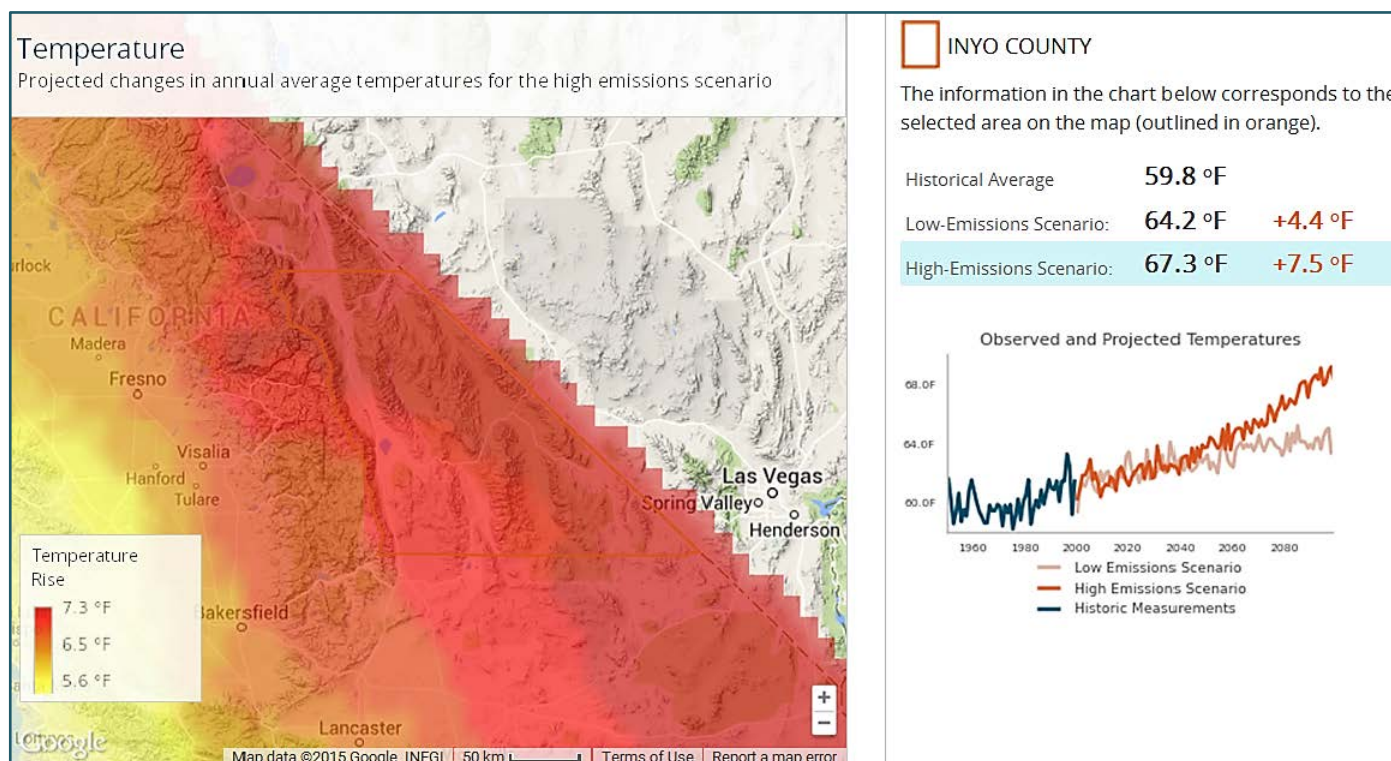 Temperature
Projected changes in annual average temperatures for the high emissions scenario
rlock
CALIFORNIA
Madera
Fresno
Visalia
Hanford
Tulare
Las Vegas
Spring Valley
Henderson
Temperature
Rise
7.3 °F
6.5 °F
5.6 °F
Bakersfield
Lancaster
+
−
Google
Map data ©2015 Google, INEGI 50 km Terms of Use Report a map error
INYO COUNTY
The information in the chart below corresponds to the
selected area on the map (outlined in orange).
Historical Average 59.8 °F
Low-Emissions Scenario: 64.2 °F +4.4 °F
High-Emissions Scenario: 67.3 °F +7.5 °F
Observed and Projected Temperatures
68.0F
64.0F
60.0F
1960 1980 2000 2020 2040 2060 2080
Low Emissions Scenario
High Emissions Scenario
Historic Measurements